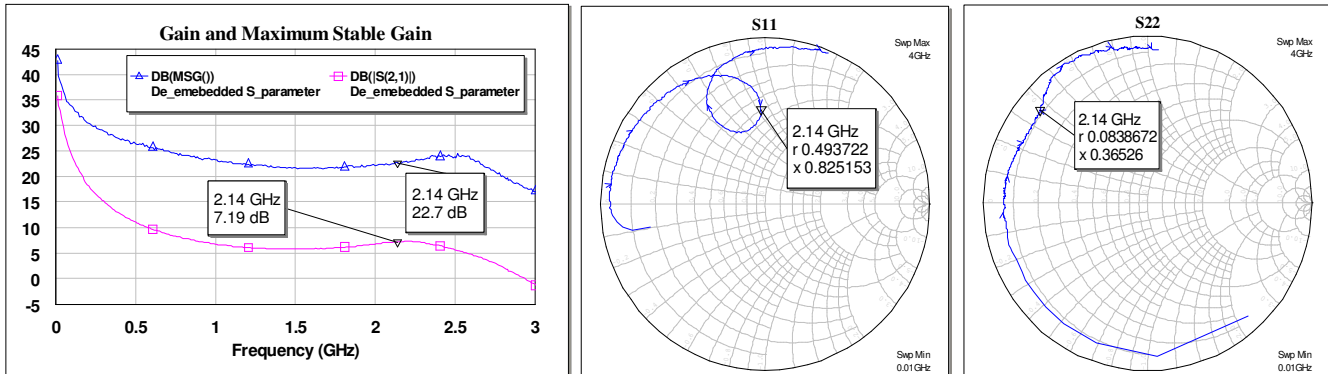 Gain and Maximum Stable Gain
45
40
35
30
25
20
15
10
5
0
-5
DB(MSG())
De_emebedded S_parameter
DB(|S(2,1)|)
De_emebedded S_parameter
2.14 GHz
7.19 dB
2.14 GHz
22.7 dB
0 0.5 1 1.5 2 2.5 3
Frequency (GHz)
S11
Swp Max
4GHz
2.14 GHz
r 0.493722
x 0.825153
Swp Min
0.01GHz
S22
Swp Max
4GHz
2.14 GHz
r 0.0838672
x 0.36526
Swp Min
0.01GHz